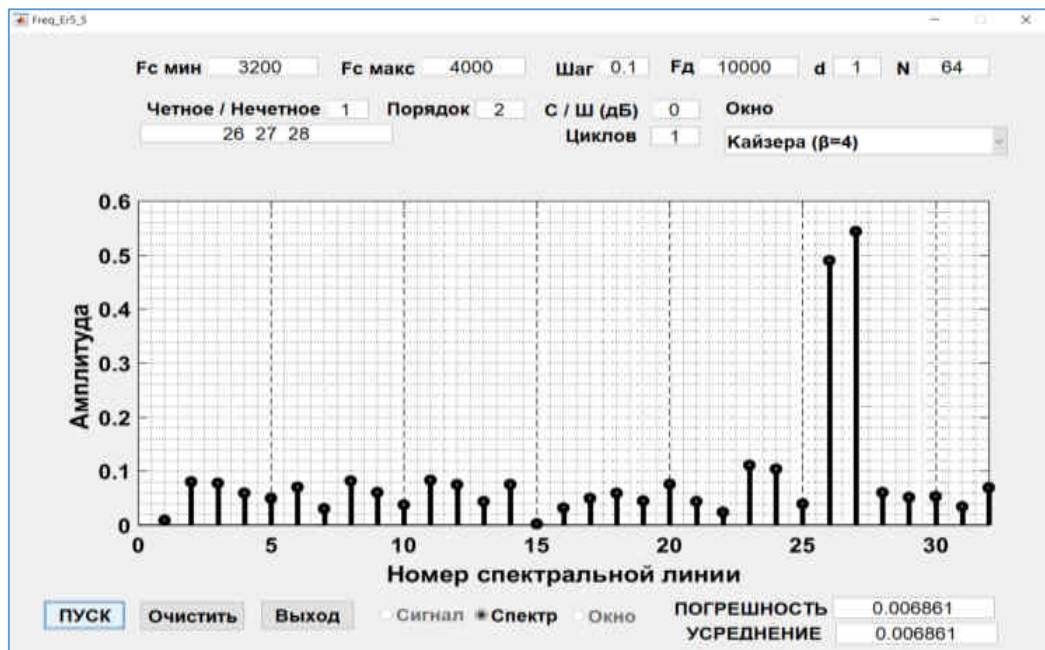 Freq_Er5_5
Fc мин 3200 Fc макс 4000 Шаг 0.1 Fд 10000 d 1 N 64
Четное / Нечетное 1 Порядок 2 С / Ш (дБ) 0 Окно
26 27 28 Циклов 1 Кайзера (β=4)
0.6
0.5
0.4
0.3
0.2
0.1
0
Амплитуда
0 5 10 15 20 25 30
Номер спектральной линии
ПУСК Очистить Выход Сигнал Спектр Окно ПОГРЕШНОСТЬ 0.006861
УСРЕДНЕНИЕ 0.006861